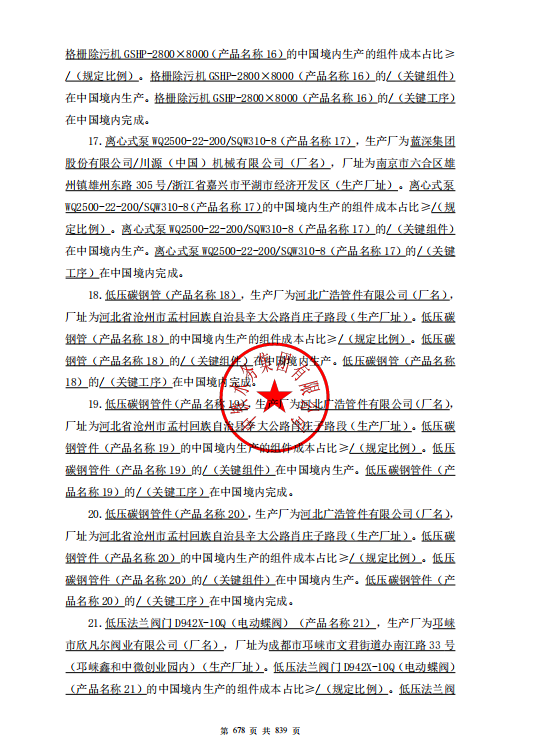 格栅除污机 GSHP-2800×8000（产品名称 16）的中国境内生产的组件成本占比≥
/（规定比例）。格栅除污机 GSHP-2800×8000（产品名称 16）的/（关键组件）
在中国境内生产。格栅除污机 GSHP-2800×8000（产品名称 16）的/（关键工序）
在中国境内完成。
17. 离心式泵 WQ2500-22-200/SQW310-8（产品名称 17），生产厂为蓝深集团
股份有限公司/川源（中国）机械有限公司（厂名），厂址为南京市六合区雄
州镇雄州东路 305 号/浙江省嘉兴市平湖市经济开发区（生产厂址）。离心式泵
WQ2500-22-200/SQW310-8（产品名称 17）的中国境内生产的组件成本占比≥/（规
定比例）。离心式泵 WQ2500-22-200/SQW310-8（产品名称 17）的/（关键组件）
在中国境内生产。离心式泵 WQ2500-22-200/SQW310-8（产品名称 17）的/（关键
工序）在中国境内完成。
18. 低压碳钢管（产品名称 18），生产厂为河北广浩管件有限公司（厂名），
厂址为河北省沧州市孟村回族自治县辛大公路肖庄子路段（生产厂址）。低压碳
钢管（产品名称 18）的中国境内生产的组件成本占比≥/（规定比例）。低压碳
钢管（产品名称 18）的/（关键组件）在中国境内生产。低压碳钢管（产品名称
18）的/（关键工序）在中国境内完成。
19. 低压碳钢管件（产品名称 19），生产厂为河北广浩管件有限公司（厂名），
厂址为河北省沧州市孟村回族自治县辛大公路肖庄子路段（生产厂址）。低压碳
钢管件（产品名称 19）的中国境内生产的组件成本占比≥/（规定比例）。低压
碳钢管件（产品名称 19）的/（关键组件）在中国境内生产。低压碳钢管件（产
品名称 19）的/（关键工序）在中国境内完成。
20. 低压碳钢管件（产品名称 20），生产厂为河北广浩管件有限公司（厂名），
厂址为河北省沧州市孟村回族自治县辛大公路肖庄子路段（生产厂址）。低压碳
钢管件（产品名称 20）的中国境内生产的组件成本占比≥/（规定比例）。低压
碳钢管件（产品名称 20）的/（关键组件）在中国境内生产。低压碳钢管件（产
品名称 20）的/（关键工序）在中国境内完成。
21. 低压法兰阀门 D942X-10Q（电动蝶阀）（产品名称 21），生产厂为邛崃
市欣凡尔阀业有限公司（厂名），厂址为成都市邛崃市文君街道办南江路 33 号
（邛崃鑫和中微创业园内）（生产厂址）。低压法兰阀门 D942X-10Q（电动蝶阀）
（产品名称 21）的中国境内生产的组件成本占比≥/（规定比例）。低压法兰阀
第 678 页 共 839 页